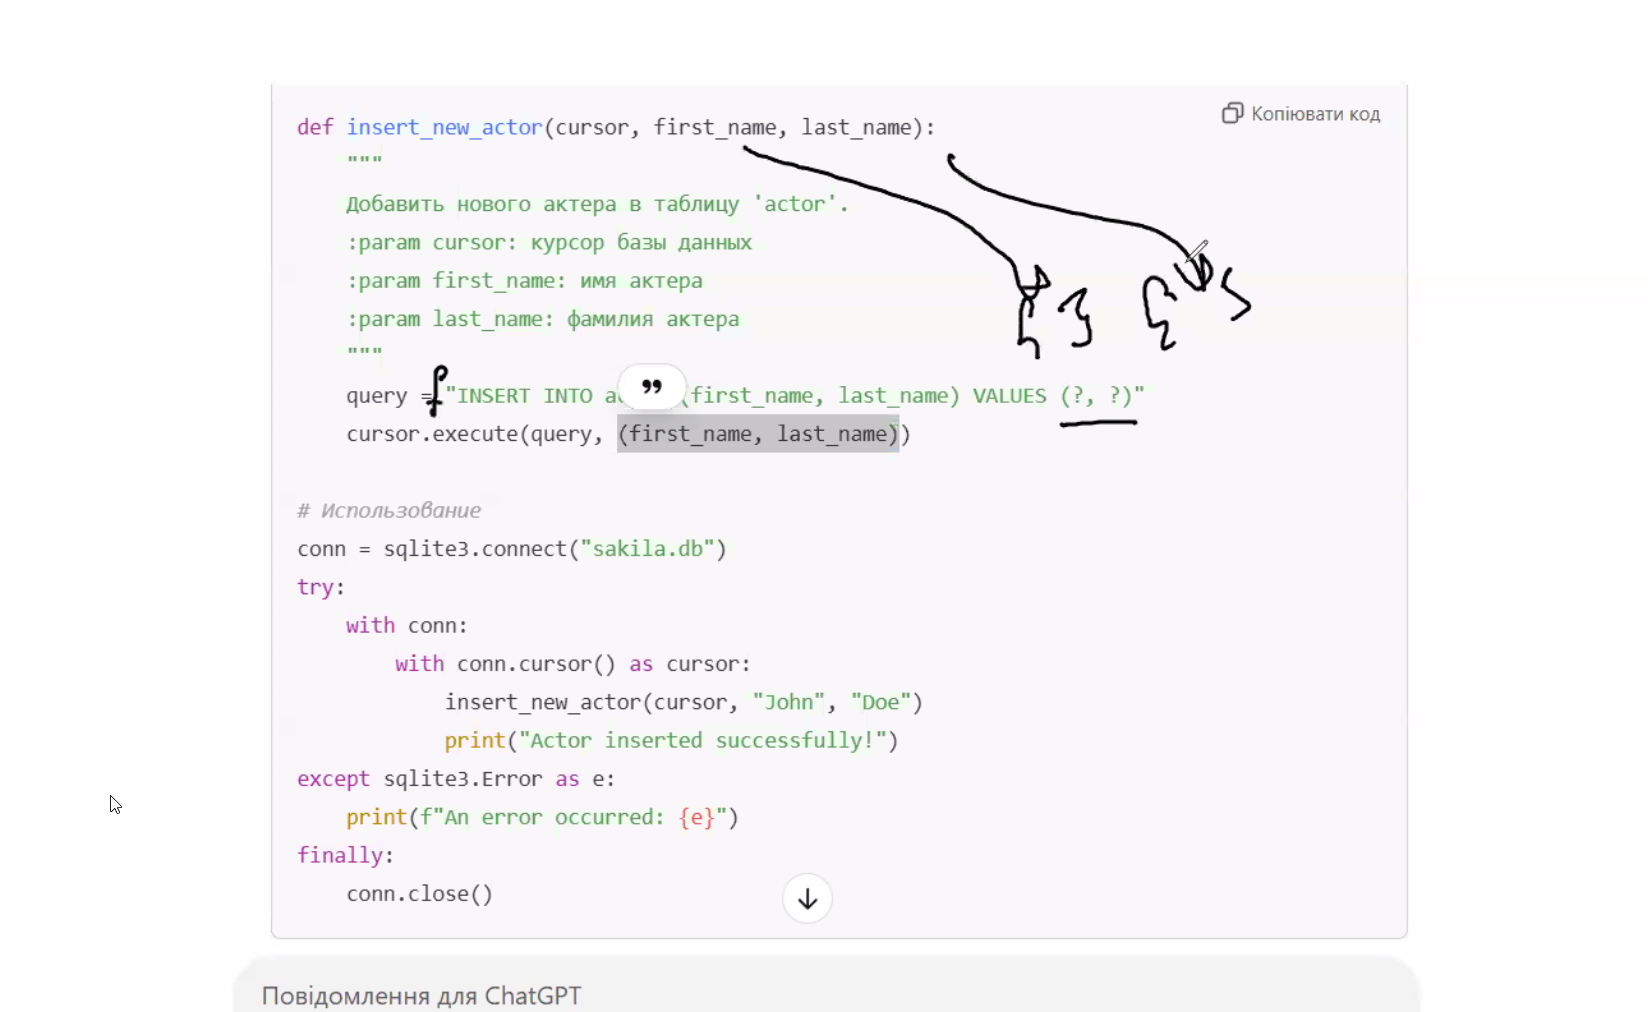 Копіювати код
def insert_new_actor(cursor, first_name, last_name):
    """
    Добавить нового актера в таблицу 'actor'.
    :param cursor: курсор базы данных
    :param first_name: имя актера
    :param last_name: фамилия актера
    """
{ } { }
    query = f "INSERT INTO (first_name, last_name) VALUES (?, ?)"
    cursor.execute(query, (first_name, last_name))
# Использование
conn = sqlite3.connect("sakila.db")
try:
    with conn:
        with conn.cursor() as cursor:
            insert_new_actor(cursor, "John", "Doe")
            print("Actor inserted successfully!")
except sqlite3.Error as e:
    print(f"An error occurred: {e}")
finally:
    conn.close()
Повідомлення для ChatGPT